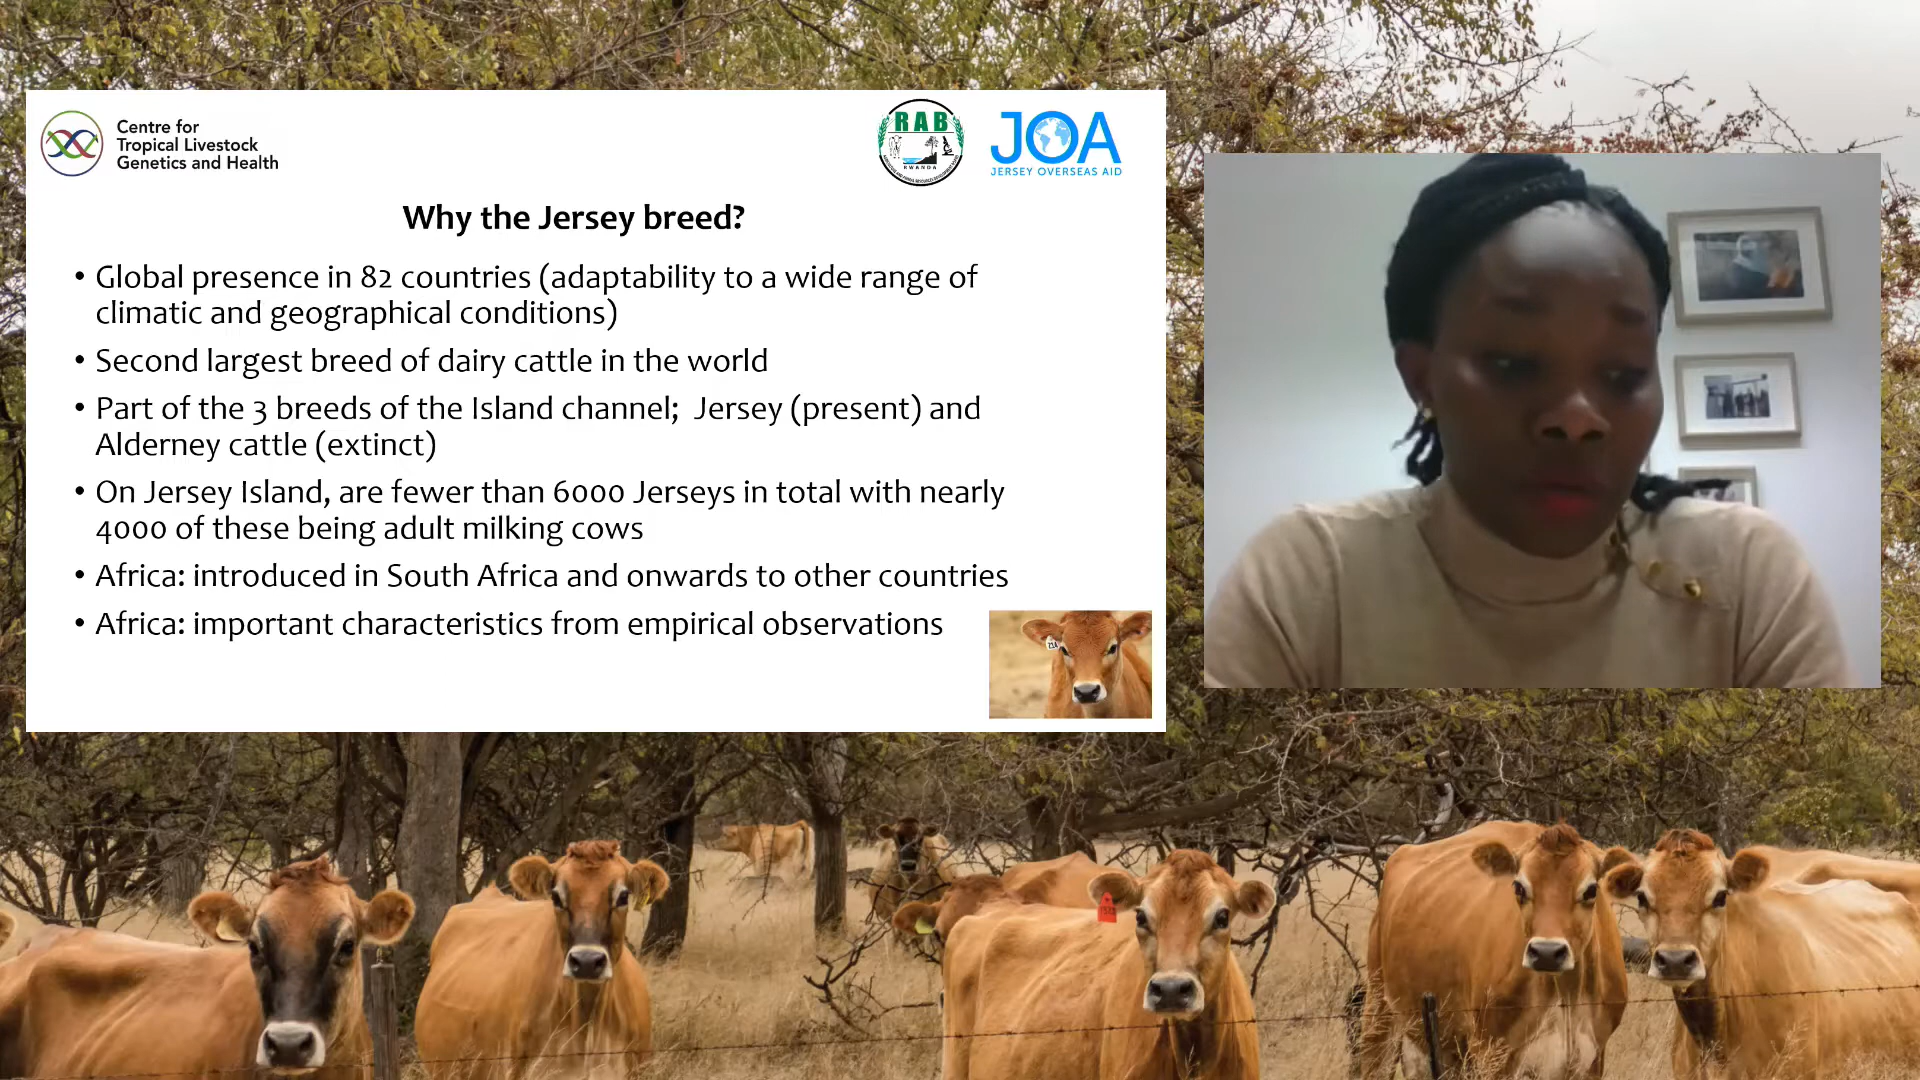 Centre for
Tropical Livestock
Genetics and Health
RAB
RWANDA
JOA
JERSEY OVERSEAS AID
Why the Jersey breed?
• Global presence in 82 countries (adaptability to a wide range of
climatic and geographical conditions)
• Second largest breed of dairy cattle in the world
• Part of the 3 breeds of the Island channel;  Jersey (present) and
Alderney cattle (extinct)
• On Jersey Island, are fewer than 6000 Jerseys in total with nearly
4000 of these being adult milking cows
• Africa: introduced in South Africa and onwards to other countries
• Africa: important characteristics from empirical observations